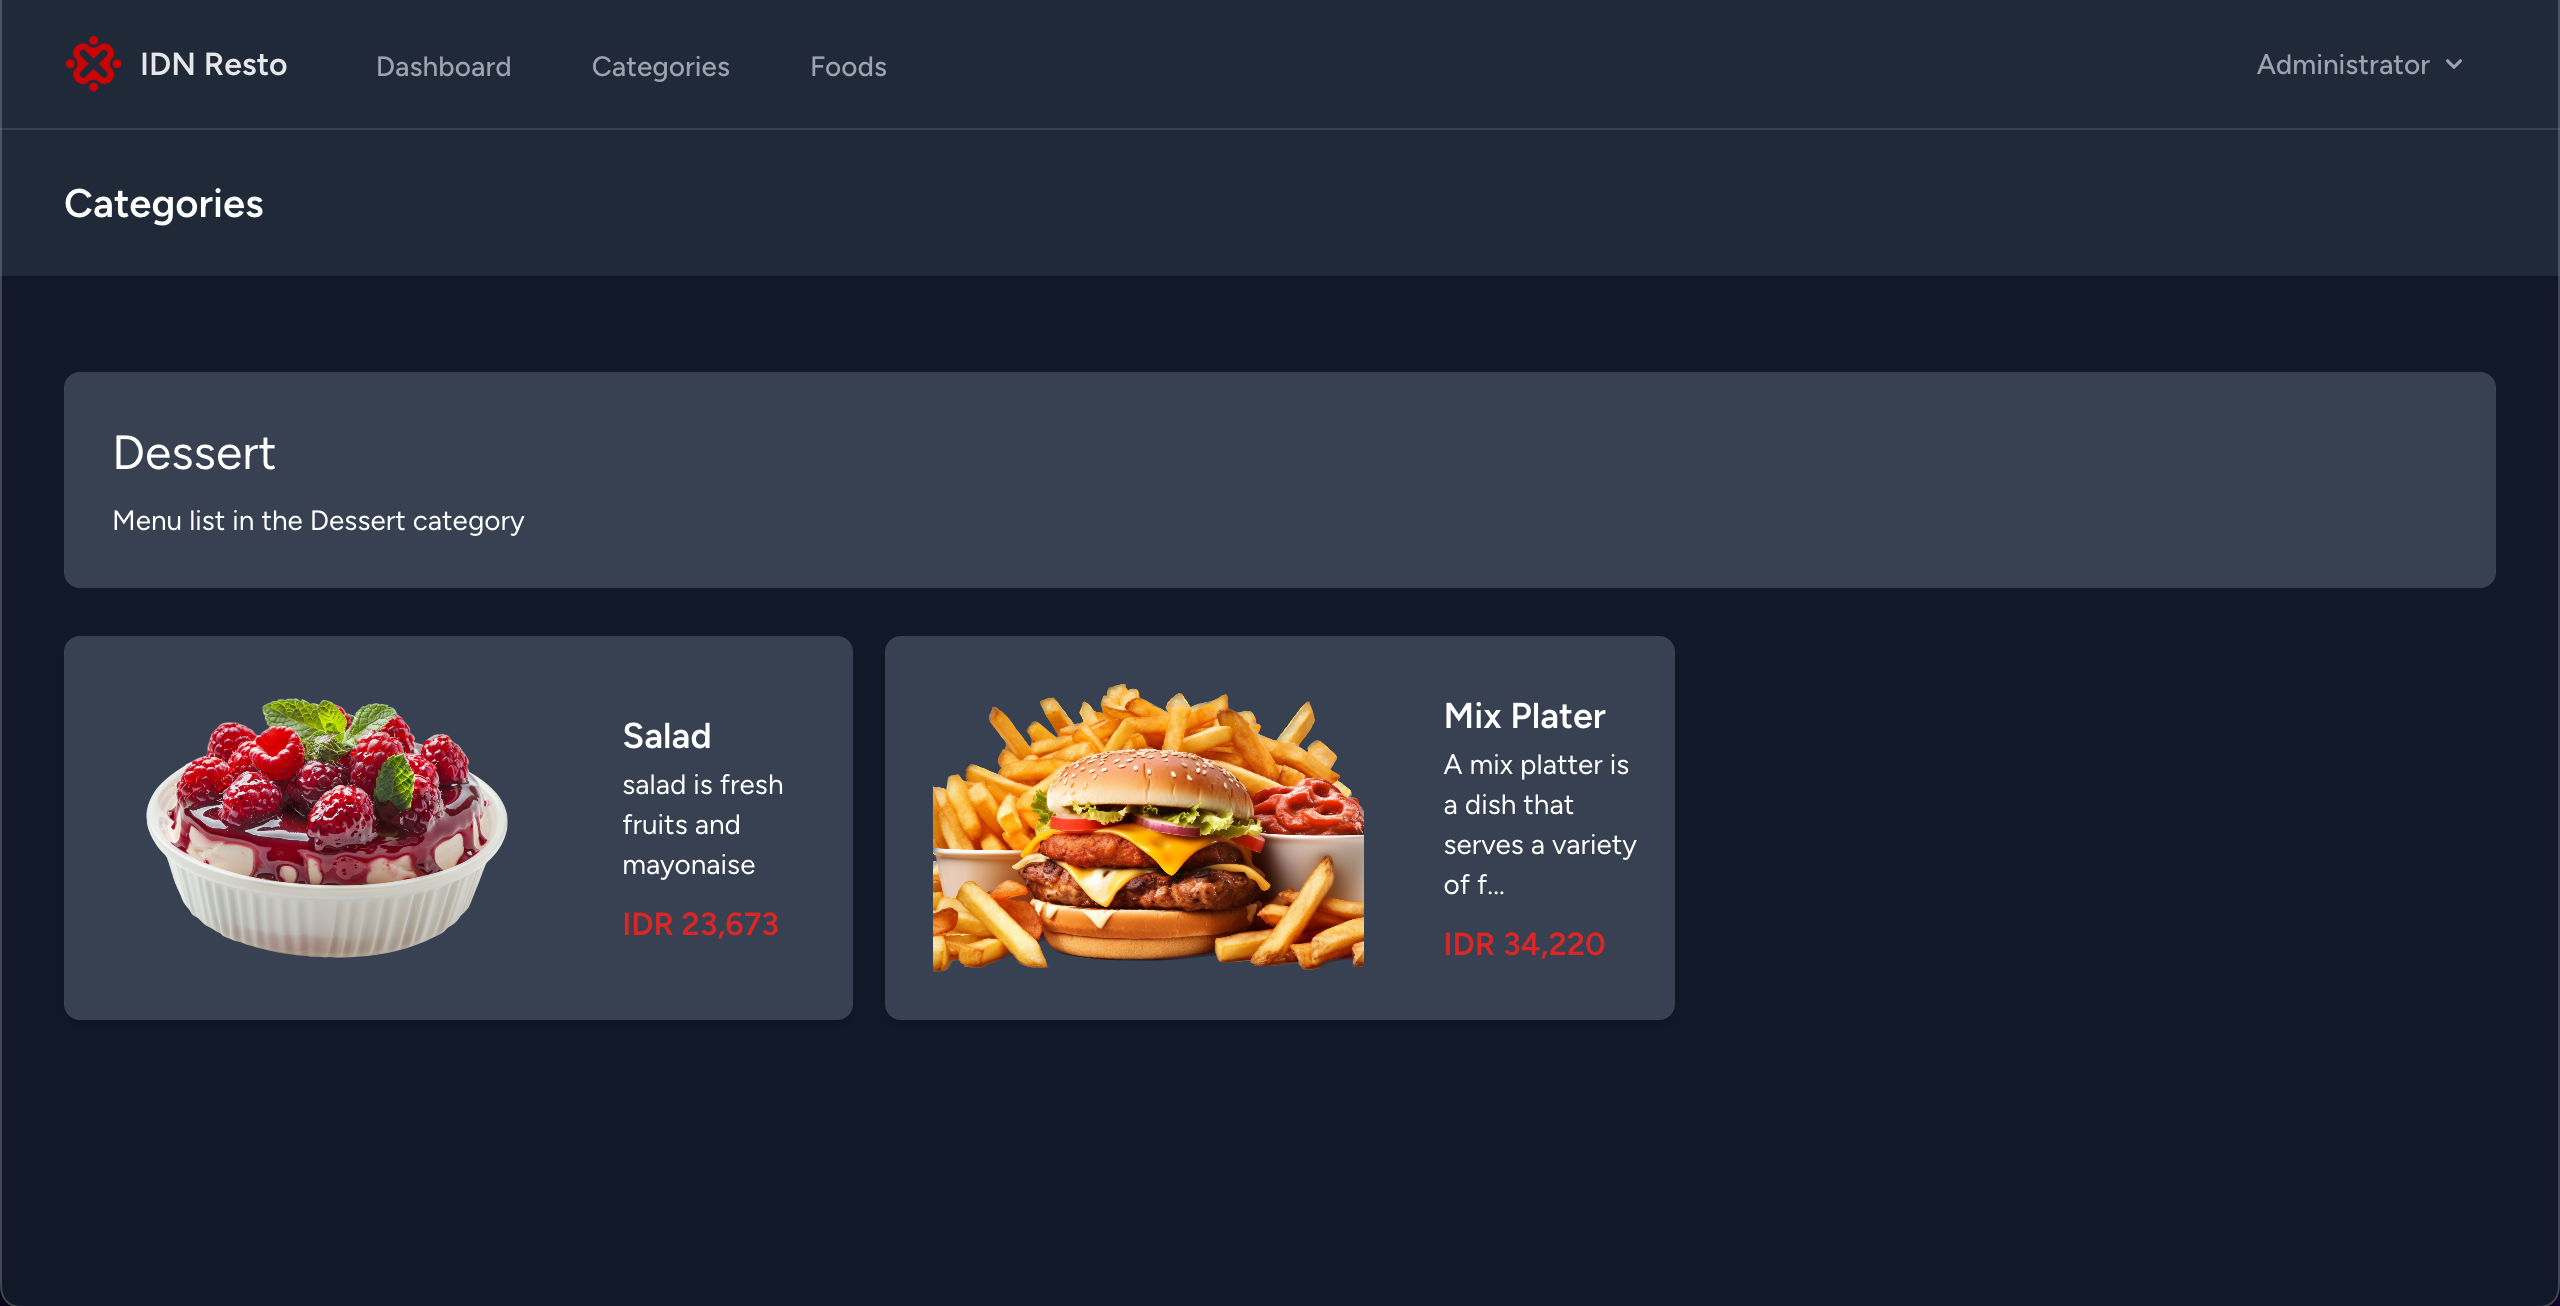 IDN Resto
Dashboard
Categories
Foods
Administrator
Categories
Dessert
Menu list in the Dessert category
Salad
salad is fresh
fruits and
mayonaise
IDR 23,673
Mix Plater
A mix platter is
a dish that
serves a variety
of f...
IDR 34,220